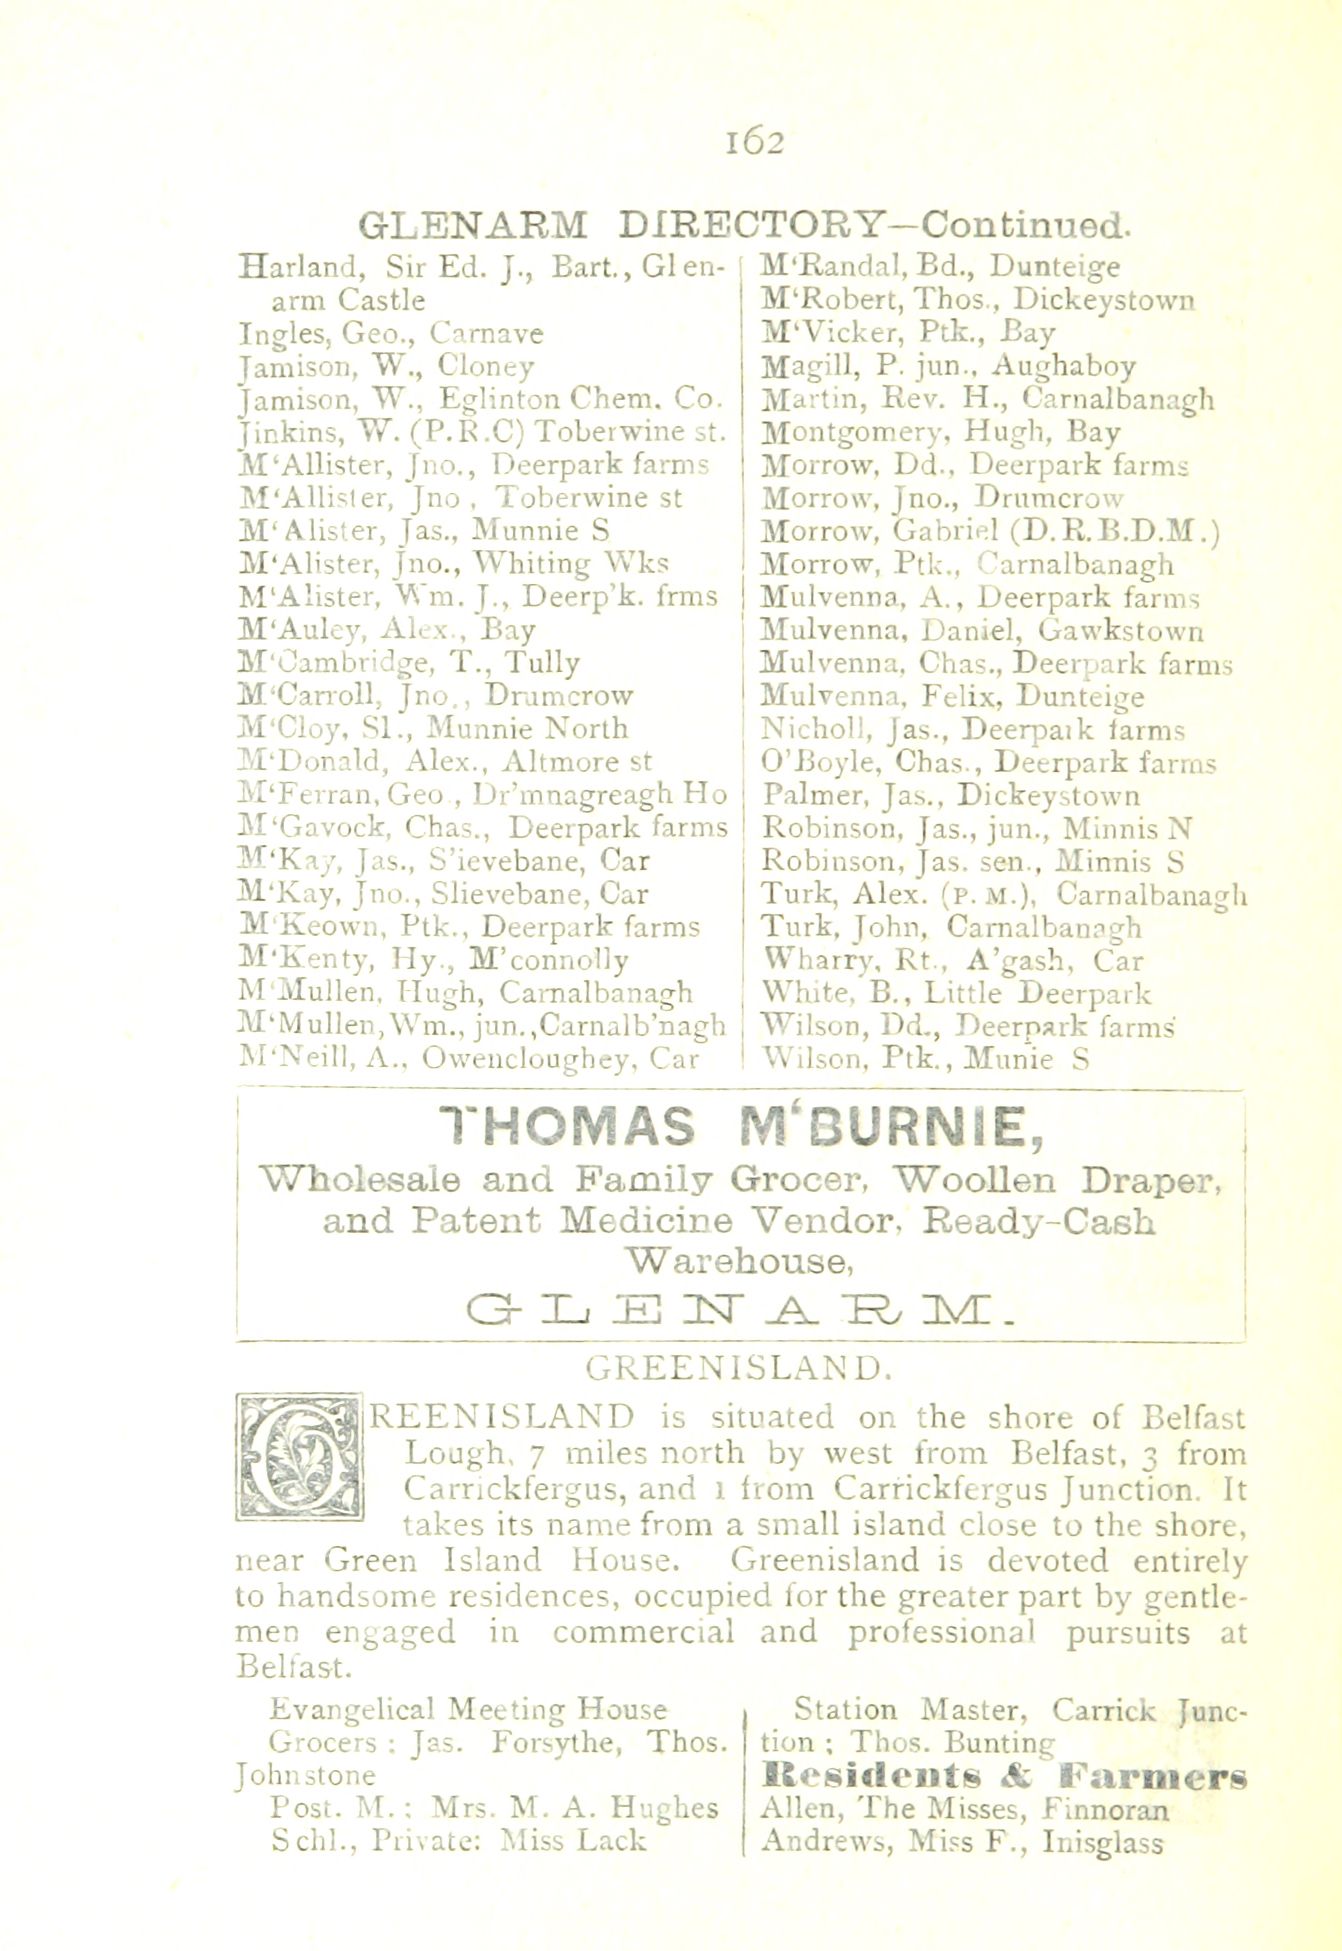 162
GLENARM DIRECTORY—Continued.
Harland, Sir Ed. J., Bart., Glen-
arm Castle
Ingles, Geo., Carnave
Jamison, W., Cloney
Jamison, W., Eglinton Chem. Co.
Jinkins, W. (P.R.C) Toberwine st.
M‘Allister, Jno., Deerpark farms
M‘Allister, Jno , Toberwine st
M‘Alister, Jas., Munnie S
M‘Alister, Jno., Whiting Wks
M‘Alister, Wm. J., Deerp’k. frms
M‘Auley, Alex., Bay
M‘Cambridge, T., Tully
M‘Carroll, Jno., Drumcrow
M‘Cloy, Sl., Munnie North
M‘Donald, Alex., Altmore st
M‘Ferran, Geo , Dr’mnagreagh Ho
M‘Gavock, Chas., Deerpark farms
M‘Kay, Jas., S’ievebane, Car
M‘Kay, Jno., Slievebane, Car
M‘Keown, Ptk., Deerpark farms
M‘Kenty, Hy., M’connolly
M‘Mullen, Hugh, Carnalbanagh
M‘Mullen, Wm., jun., Carnalb’nagh
M‘Neill, A., Owencloughey, Car
M‘Randal, Bd., Dunteige
M‘Robert, Thos., Dickeystown
M‘Vicker, Ptk., Bay
Magill, P. jun., Aughaboy
Martin, Rev. H., Carnalbanagh
Montgomery, Hugh, Bay
Morrow, Dd., Deerpark farms
Morrow, Jno., Drumcrow
Morrow, Gabriel (D.R.B.D.M.)
Morrow, Ptk., Carnalbanagh
Mulvenna, A., Deerpark farms
Mulvenna, Daniel, Gawkstown
Mulvenna, Chas., Deerpark farms
Mulvenna, Felix, Dunteige
Nicholl, Jas., Deerpark farms
O’Boyle, Chas., Deerpark farms
Palmer, Jas., Dickeystown
Robinson, Jas., jun., Minnis N
Robinson, Jas. sen., Minnis S
Turk, Alex. (P. M.), Carnalbanagh
Turk, John, Carnalbanagh
Wharry, Rt., A’gash, Car
White, B., Little Deerpark
Wilson, Dd., Deerpark farms
Wilson, Ptk., Munie S
THOMAS M‘BURNIE,
Wholesale and Family Grocer, Woollen Draper,
and Patent Medicine Vendor, Ready-Cash
Warehouse,
GLENARM.
GREENISLAND.
GREENISLAND is situated on the shore of Belfast
Lough, 7 miles north by west from Belfast, 3 from
Carrickfergus, and 1 from Carrickfergus Junction. It
takes its name from a small island close to the shore,
near Green Island House. Greenisland is devoted entirely
to handsome residences, occupied for the greater part by gentle-
men engaged in commercial and professional pursuits at
Belfast.
Evangelical Meeting House
Grocers : Jas. Forsythe, Thos.
Johnstone
Post. M. : Mrs. M. A. Hughes
Schl., Private: Miss Lack
Station Master, Carrick Junc-
tion ; Thos. Bunting
Residents & Farmers
Allen, The Misses, Finnoran
Andrews, Miss F., Inisglass